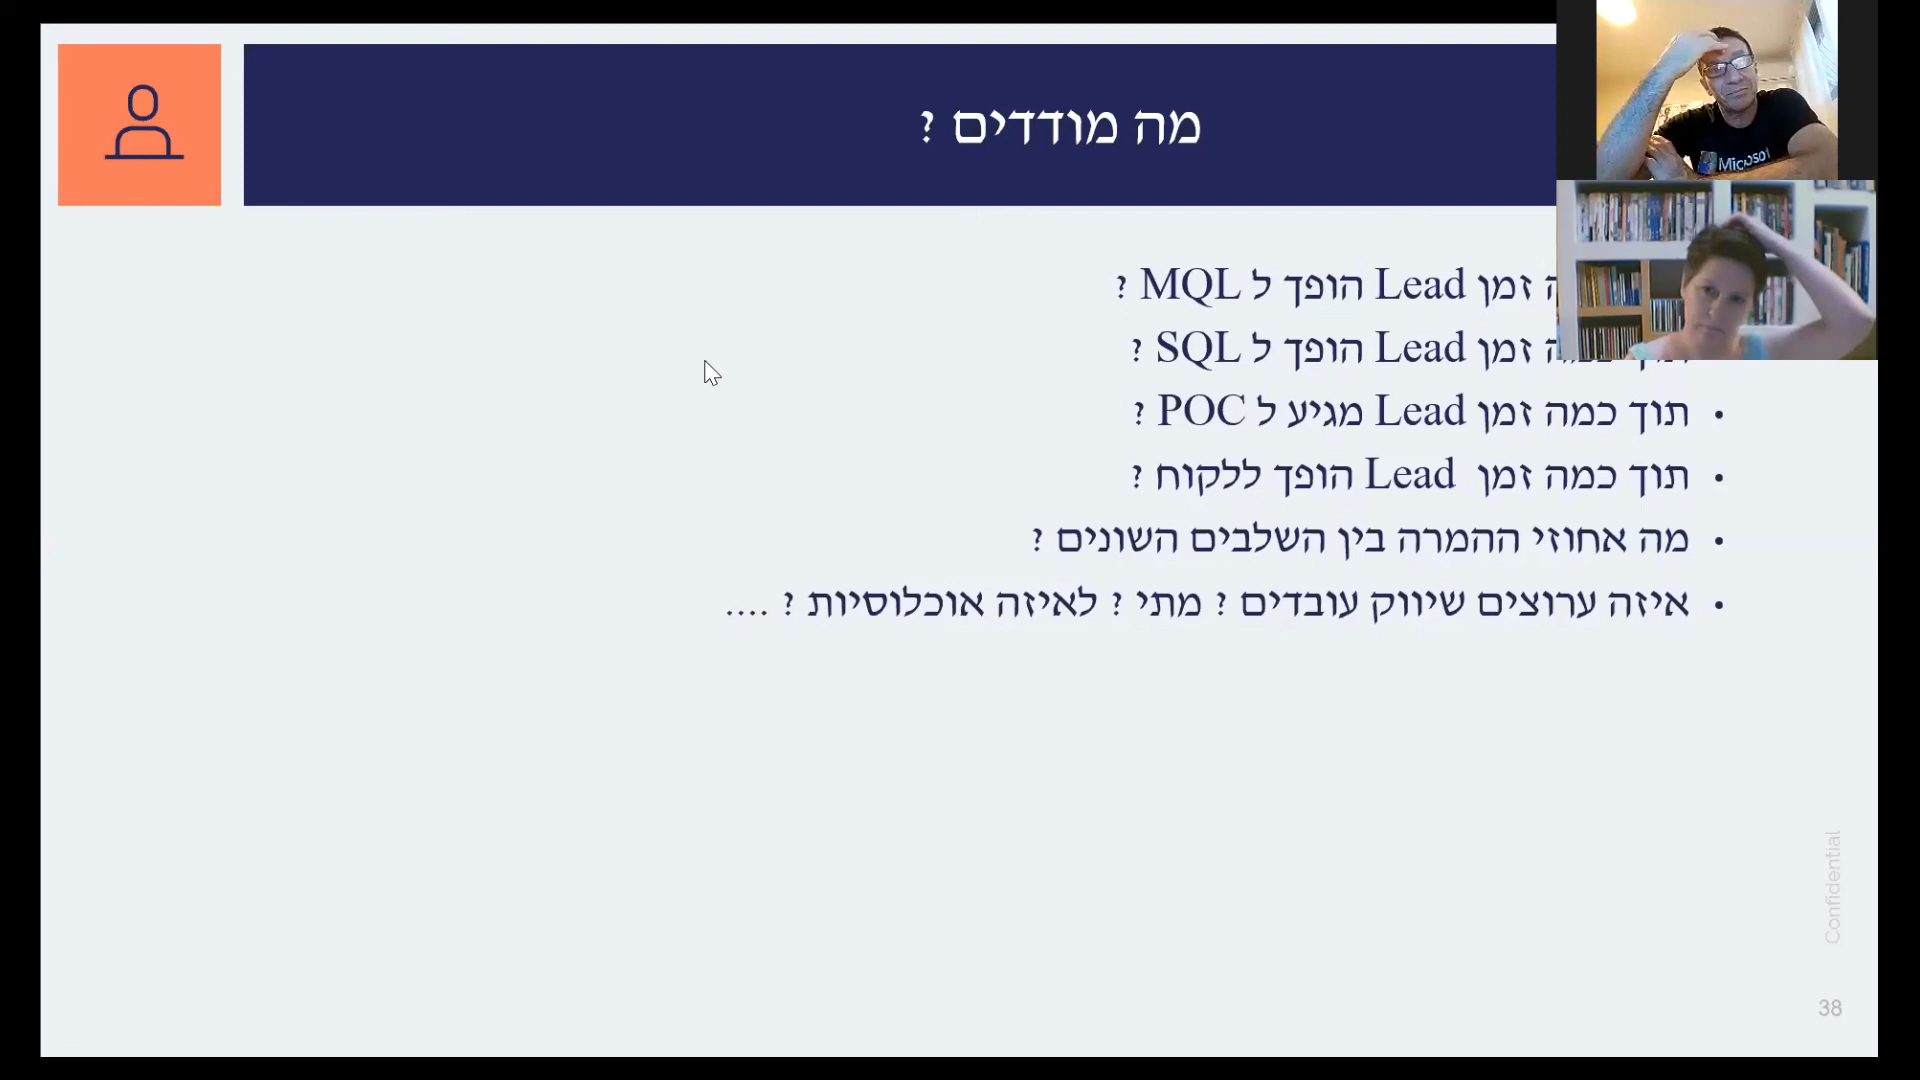 מה מודדים ?
Microsoft
זמן Lead הופך ל MQL ?
זמן Lead הופך ל SQL ?
• תוך כמה זמן Lead מגיע ל POC ?
• תוך כמה זמן Lead הופך ללקוח ?
• מה אחוזי ההמרה בין השלבים השונים ?
• איזה ערוצים שיווק עובדים ? מתי ? לאיזה אוכלוסיות ? ....
Confidential
38